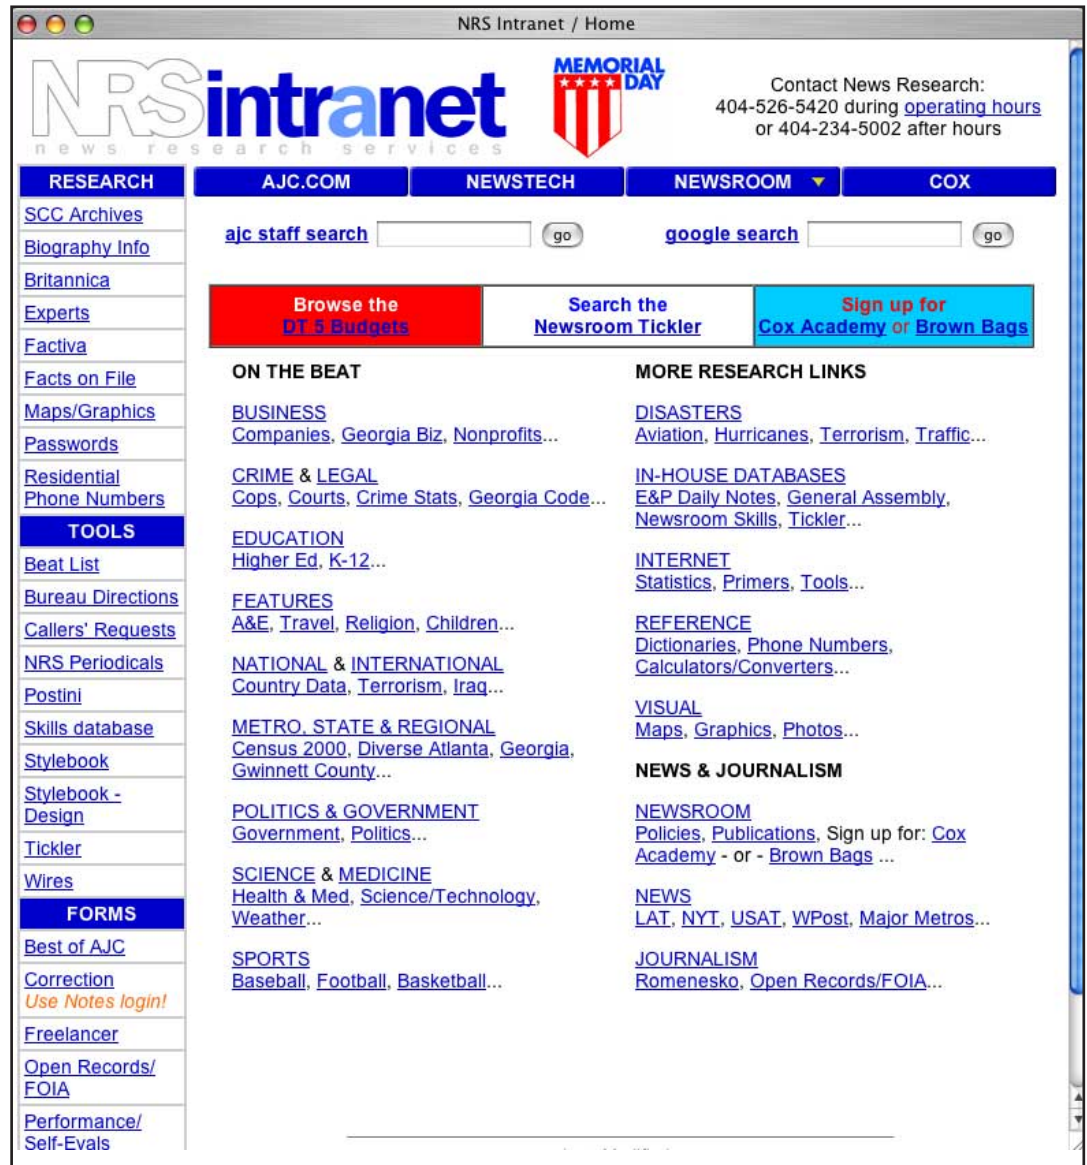 NRS Intranet / Home
NRSintranet
news research services
MEMORIAL
DAY
Contact News Research:
404-526-5420 during operating hours
or 404-234-5002 after hours
RESEARCH
SCC Archives
Biography Info
Britannica
Experts
Factiva
Facts on File
Maps/Graphics
Passwords
Residential
Phone Numbers
TOOLS
Beat List
Bureau Directions
Callers' Requests
NRS Periodicals
Postini
Skills database
Stylebook
Stylebook -
Design
Tickler
Wires
FORMS
Best of AJC
Correction
Use Notes login!
Freelancer
Open Records/
FOIA
Performance/
Self-Evals
AJC.COM NEWSTECH NEWSROOM COX
ajc staff search go google search go
Browse the
DT 5 Budgets
Search the
Newsroom Tickler
Sign up for
Cox Academy or Brown Bags
ON THE BEAT
BUSINESS
Companies, Georgia Biz, Nonprofits...
CRIME & LEGAL
Cops, Courts, Crime Stats, Georgia Code...
EDUCATION
Higher Ed, K-12...
FEATURES
A&E, Travel, Religion, Children...
NATIONAL & INTERNATIONAL
Country Data, Terrorism, Iraq...
METRO, STATE & REGIONAL
Census 2000, Diverse Atlanta, Georgia,
Gwinnett County...
POLITICS & GOVERNMENT
Government, Politics...
SCIENCE & MEDICINE
Health & Med, Science/Technology,
Weather...
SPORTS
Baseball, Football, Basketball...
MORE RESEARCH LINKS
DISASTERS
Aviation, Hurricanes, Terrorism, Traffic...
IN-HOUSE DATABASES
E&P Daily Notes, General Assembly,
Newsroom Skills, Tickler...
INTERNET
Statistics, Primers, Tools...
REFERENCE
Dictionaries, Phone Numbers,
Calculators/Converters...
VISUAL
Maps, Graphics, Photos...
NEWS & JOURNALISM
NEWSROOM
Policies, Publications, Sign up for: Cox
Academy - or - Brown Bags ...
NEWS
LAT, NYT, USAT, WPost, Major Metros...
JOURNALISM
Romenesko, Open Records/FOIA...